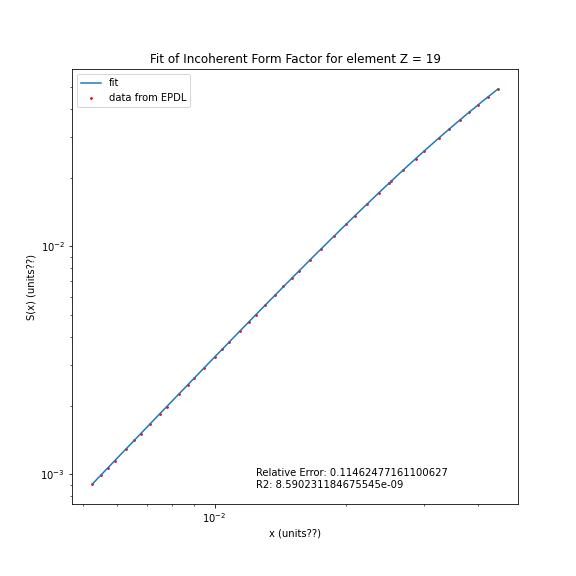 Fit of Incoherent Form Factor for element Z = 19
fit
data from EPDL
S(x) (units??)
10⁻²
10⁻³
Relative Error: 0.11462477161100627
R2: 8.590231184675545e-09
10⁻²
x (units??)